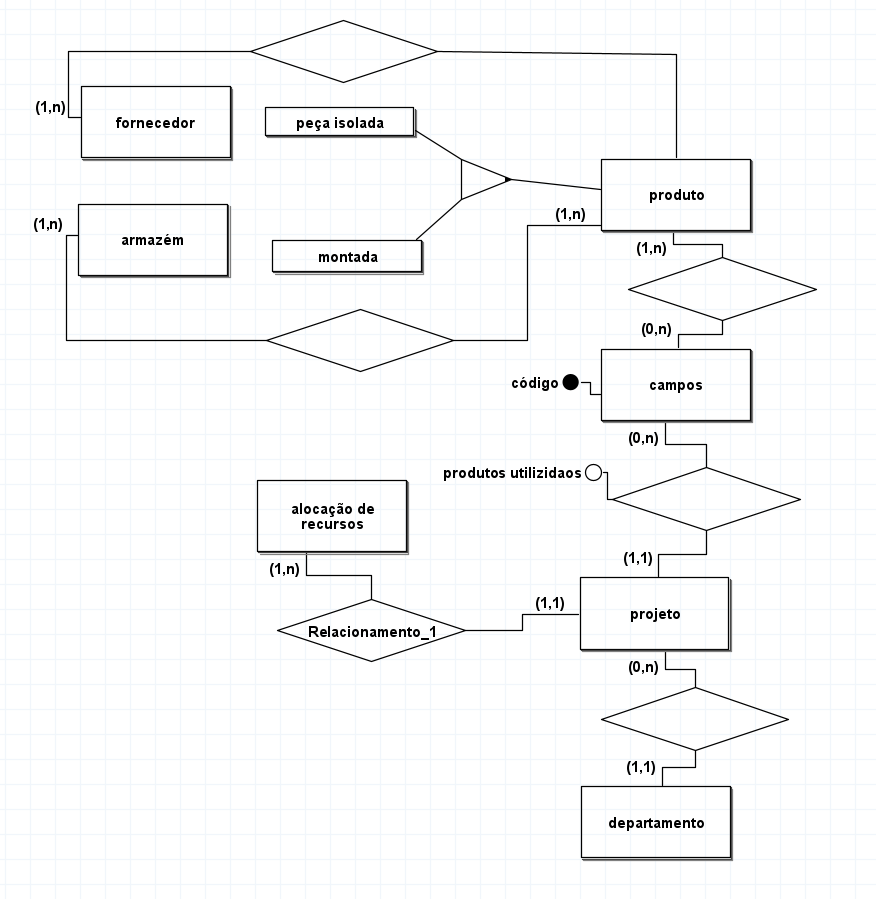 (1,n)
fornecedor
peça isolada
produto
(1,n)
(1,n)
armazém
montada
(1,n)
(0,n)
código
campos
(0,n)
produtos utilizidaos
alocação de
recursos
(1,n)
(1,1)
(1,1)
projeto
Relacionamento_1
(0,n)
(1,1)
departamento